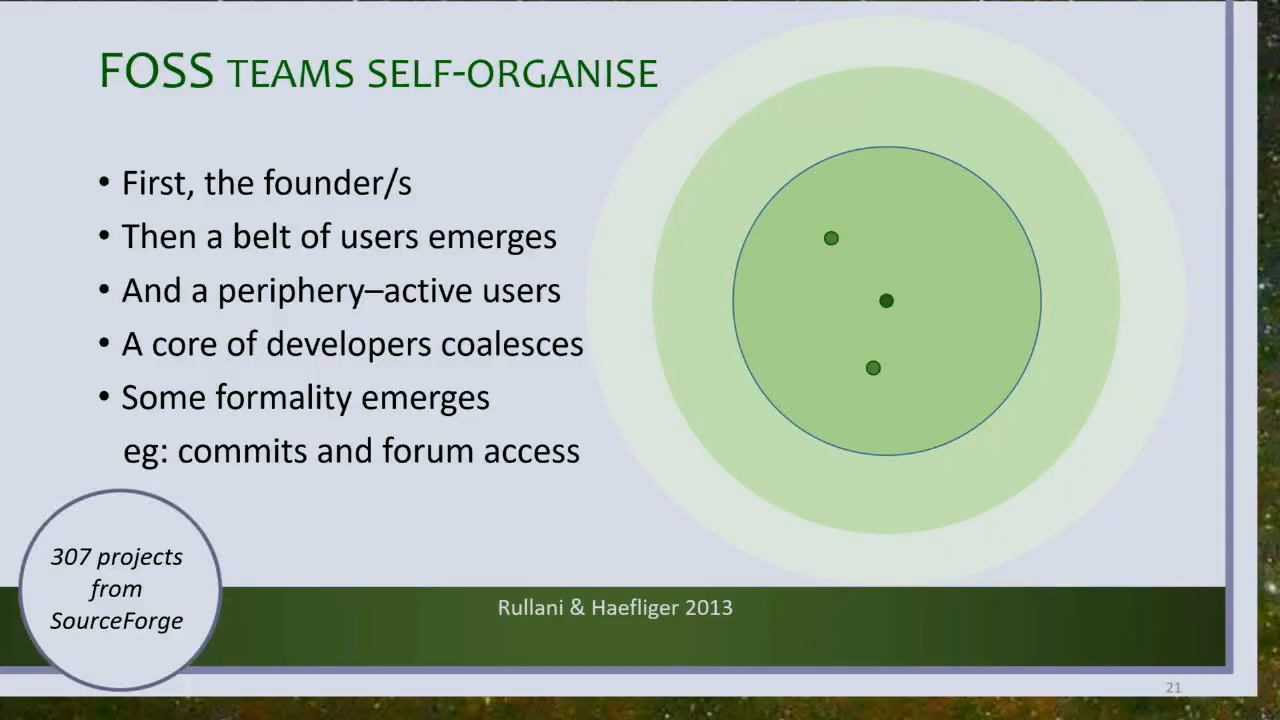 FOSS TEAMS SELF-ORGANISE
• First, the founder/s
• Then a belt of users emerges
• And a periphery–active users
• A core of developers coalesces
• Some formality emerges
eg: commits and forum access
307 projects
from
SourceForge
Rullani & Haefliger 2013
21